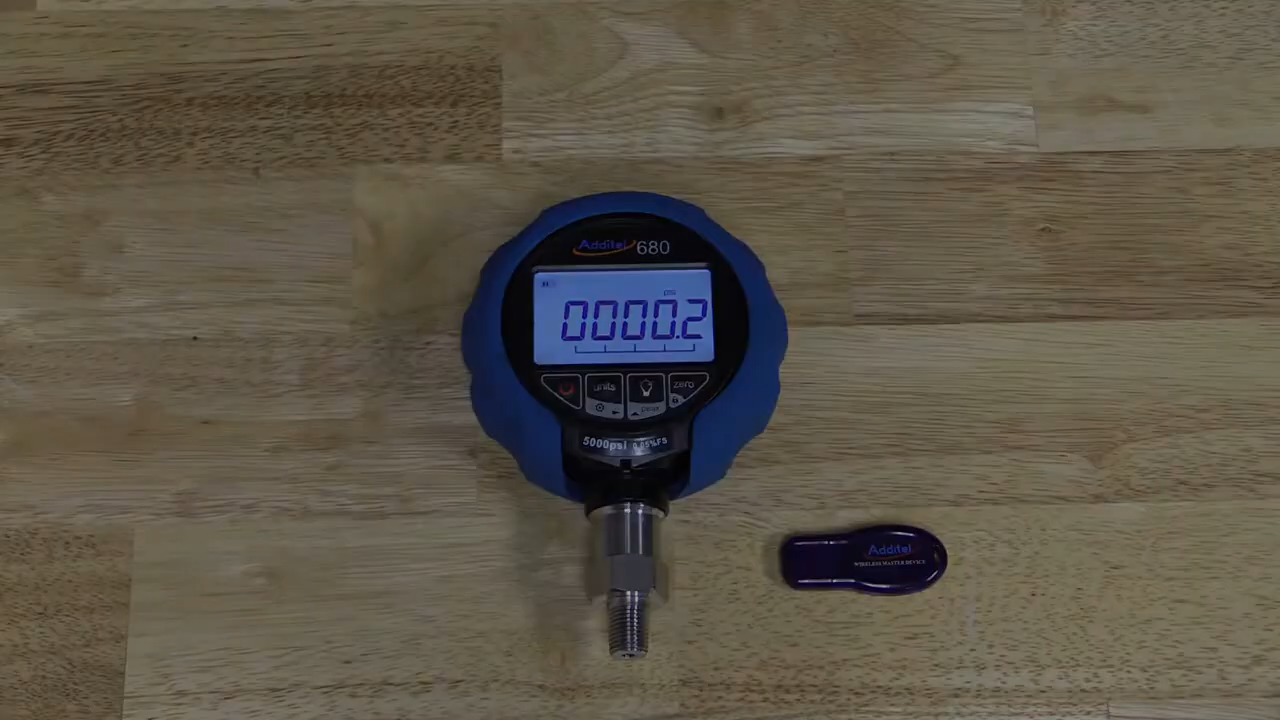 Additel 680
psi
0000.2
units
zero
5000psi 0.05%FS
Additel
WIRELESS MASTER DEVICE